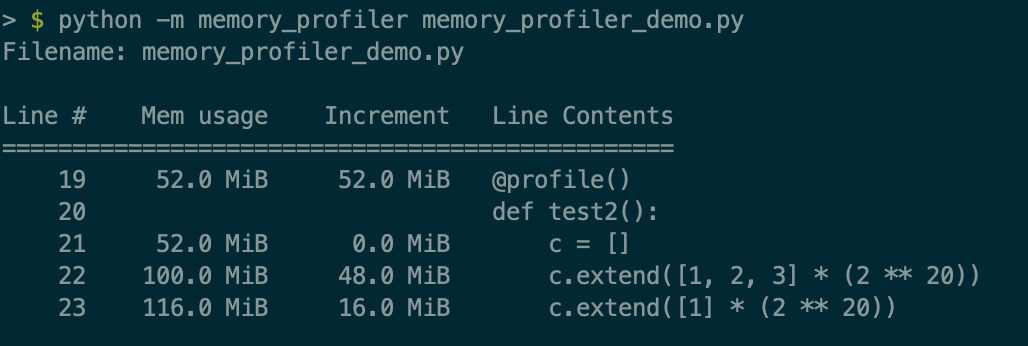 > $ python -m memory_profiler memory_profiler_demo.py
Filename: memory_profiler_demo.py
Line #    Mem usage    Increment   Line Contents
================================================
    19     52.0 MiB     52.0 MiB   @profile()
    20                             def test2():
    21     52.0 MiB      0.0 MiB       c = []
    22    100.0 MiB     48.0 MiB       c.extend([1, 2, 3] * (2 ** 20))
    23    116.0 MiB     16.0 MiB       c.extend([1] * (2 ** 20))